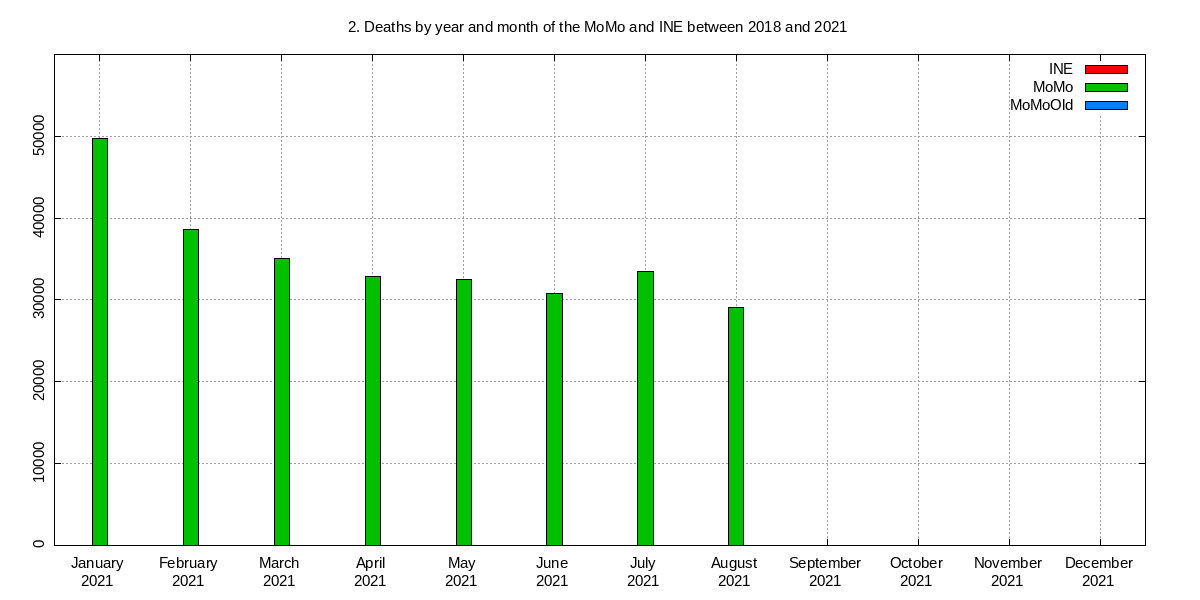 2. Deaths by year and month of the MoMo and INE between 2018 and 2021
INE
MoMo
MoMoOld
50000
40000
30000
20000
10000
0
January February March April May June July August September October November December
2021 2021 2021 2021 2021 2021 2021 2021 2021 2021 2021 2021